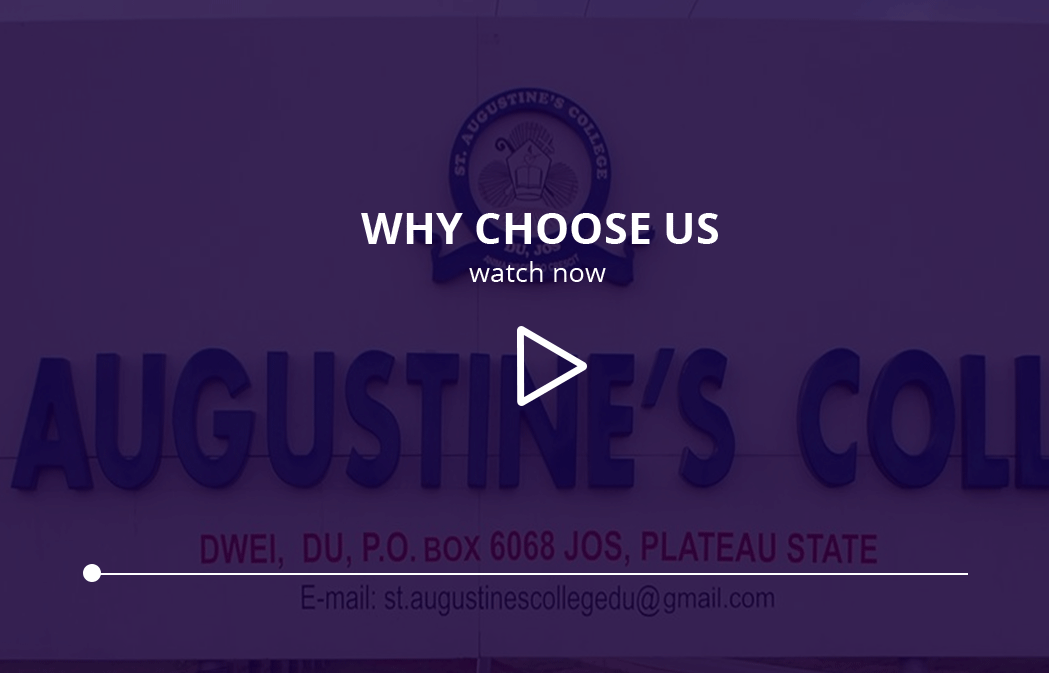 ST. AUGUSTINE'S COLLEGE
WHY CHOOSE US
DU, JOS
watch now
AUGUSTINE'S COLL
DWEI, DU, P.O. BOX 6068 JOS, PLATEAU STATE
E-mail: st.augustinescollegedu@gmail.com